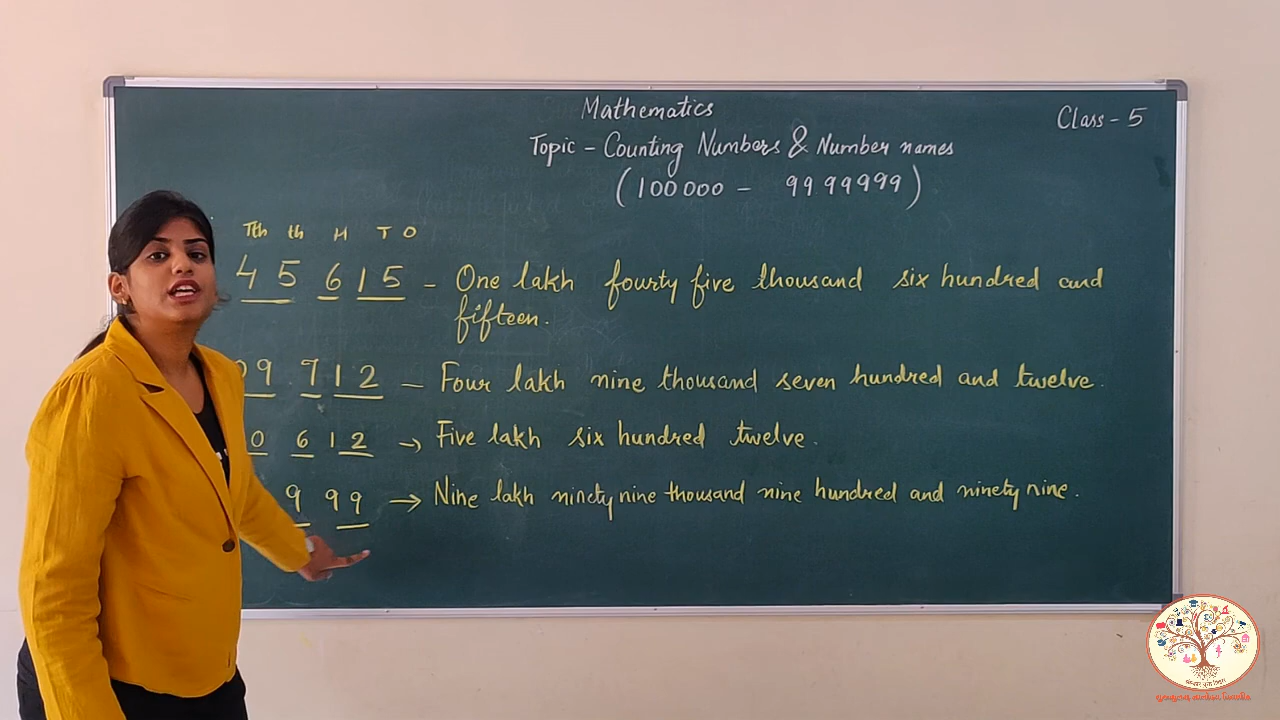 Mathematics
Class - 5
Topic - Counting Numbers & Number names
(100000 - 9999999)
Tth th H T O
45 615 - One lakh fourty five thousand six hundred and
fifteen.
09 712 - Four lakh nine thousand seven hundred and twelve.
0 6 12 → Five lakh six hundred twelve.
9 99 → Nine lakh ninety nine thousand nine hundred and ninety nine.